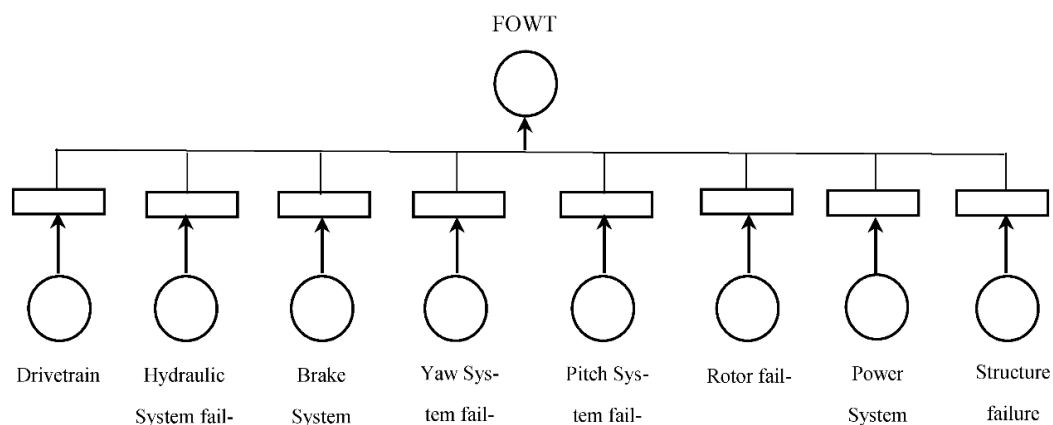 FOWT
Drivetrain
Hydraulic
System fail-
Brake
System
Yaw Sys-
tem fail-
Pitch Sys-
tem fail-
Rotor fail-
Power
System
Structure
failure